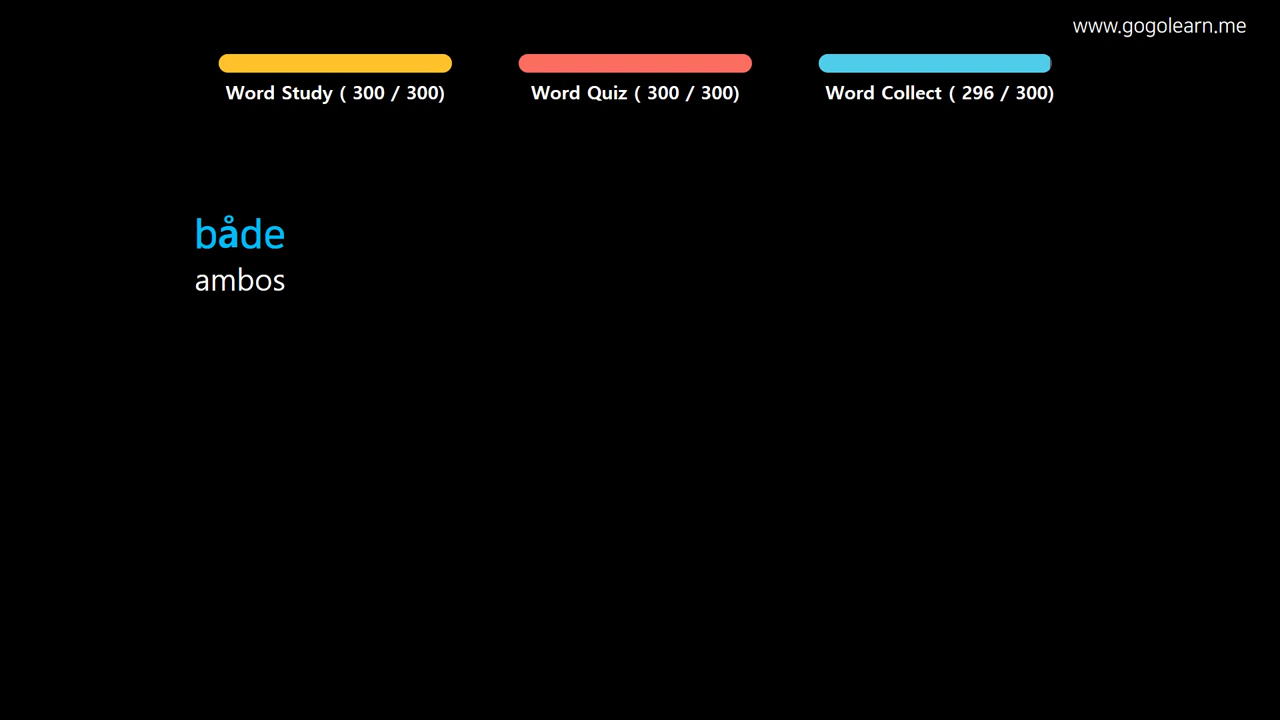 www.gogolearn.me
Word Study ( 300 / 300)
Word Quiz ( 300 / 300)
Word Collect ( 296 / 300)
både
ambos